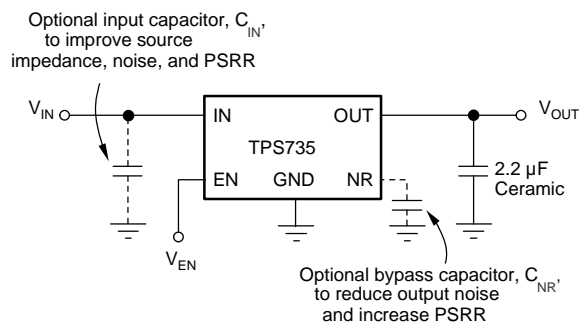 Optional input capacitor, C_IN,
to improve source
impedance, noise, and PSRR
V_IN
IN
OUT
V_OUT
TPS735
EN
GND
NR
2.2 µF
Ceramic
V_EN
Optional bypass capacitor, C_NR,
to reduce output noise
and increase PSRR